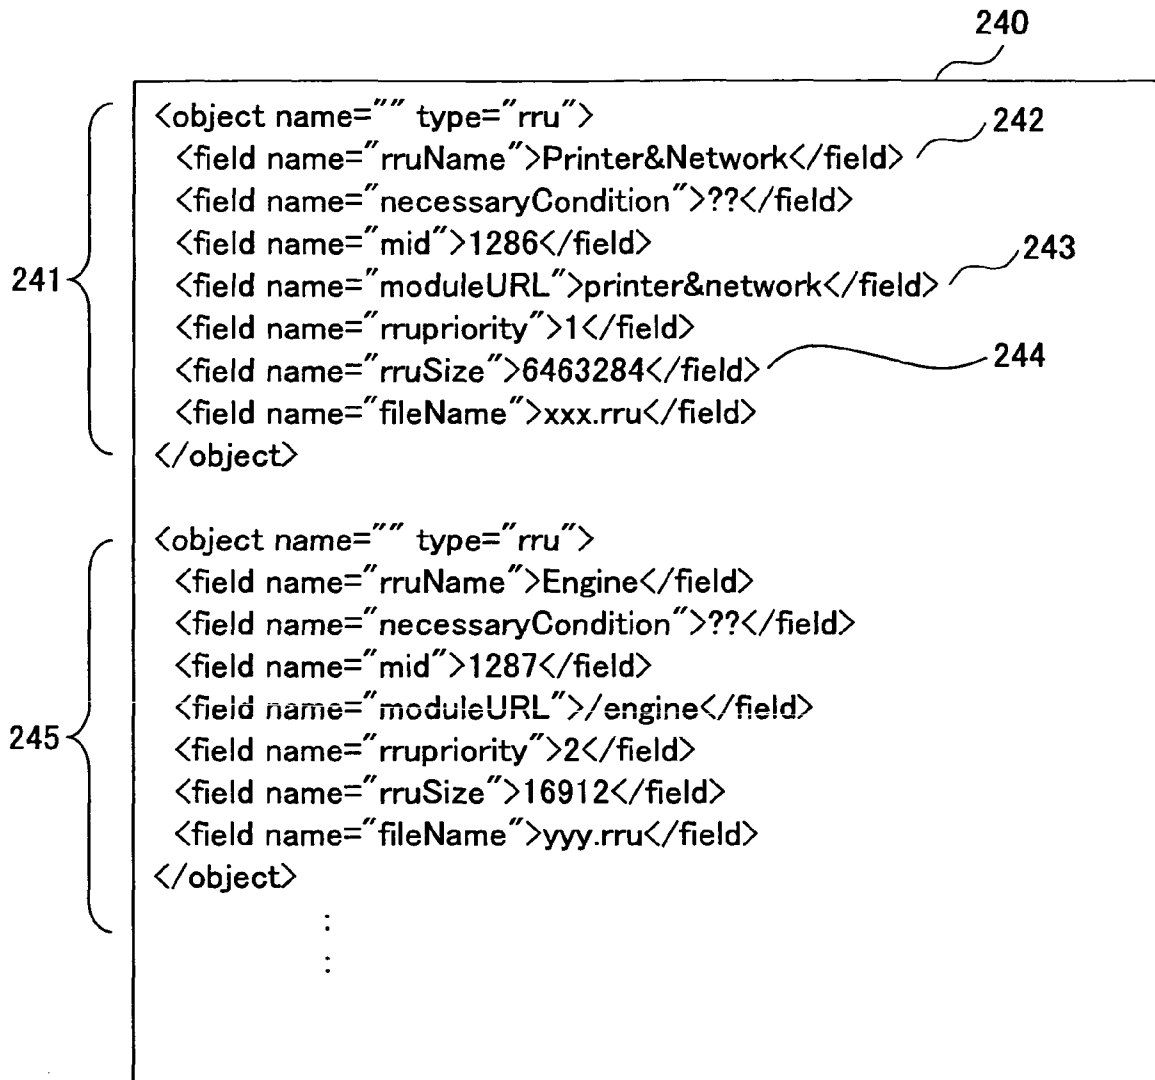 240
<object name="" type="rru">
242
<field name="rruName">Printer&Network</field>
<field name="necessaryCondition">??</field>
<field name="mid">1286</field>
243
241
<field name="moduleURL">printer&network</field>
<field name="rrupriority">1</field>
244
<field name="rruSize">6463284</field>
<field name="fileName">xxx.rru</field>
</object>
<object name="" type="rru">
<field name="rruName">Engine</field>
<field name="necessaryCondition">??</field>
<field name="mid">1287</field>
<field name="moduleURL">/engine</field>
245
<field name="rrupriority">2</field>
<field name="rruSize">16912</field>
<field name="fileName">yyy.rru</field>
</object>
:
: